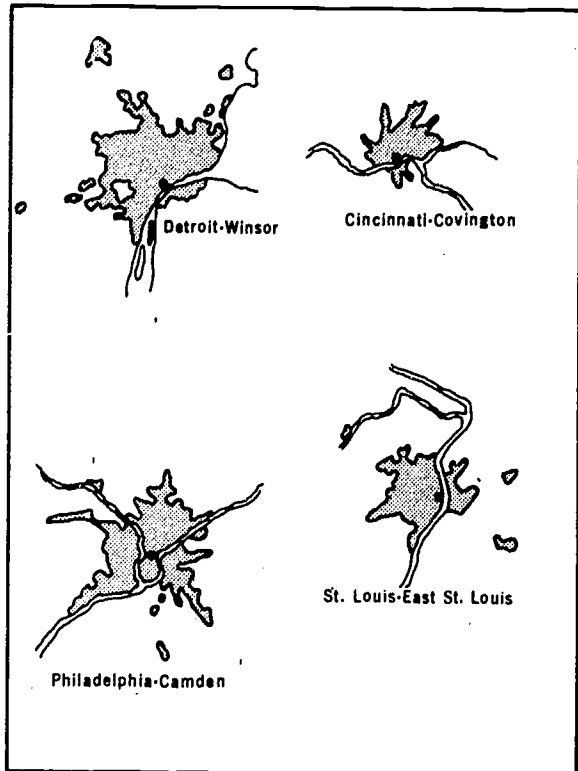 Detroit-Winsor
Cincinnati-Covington
St. Louis-East St. Louis
Philadelphia-Camden